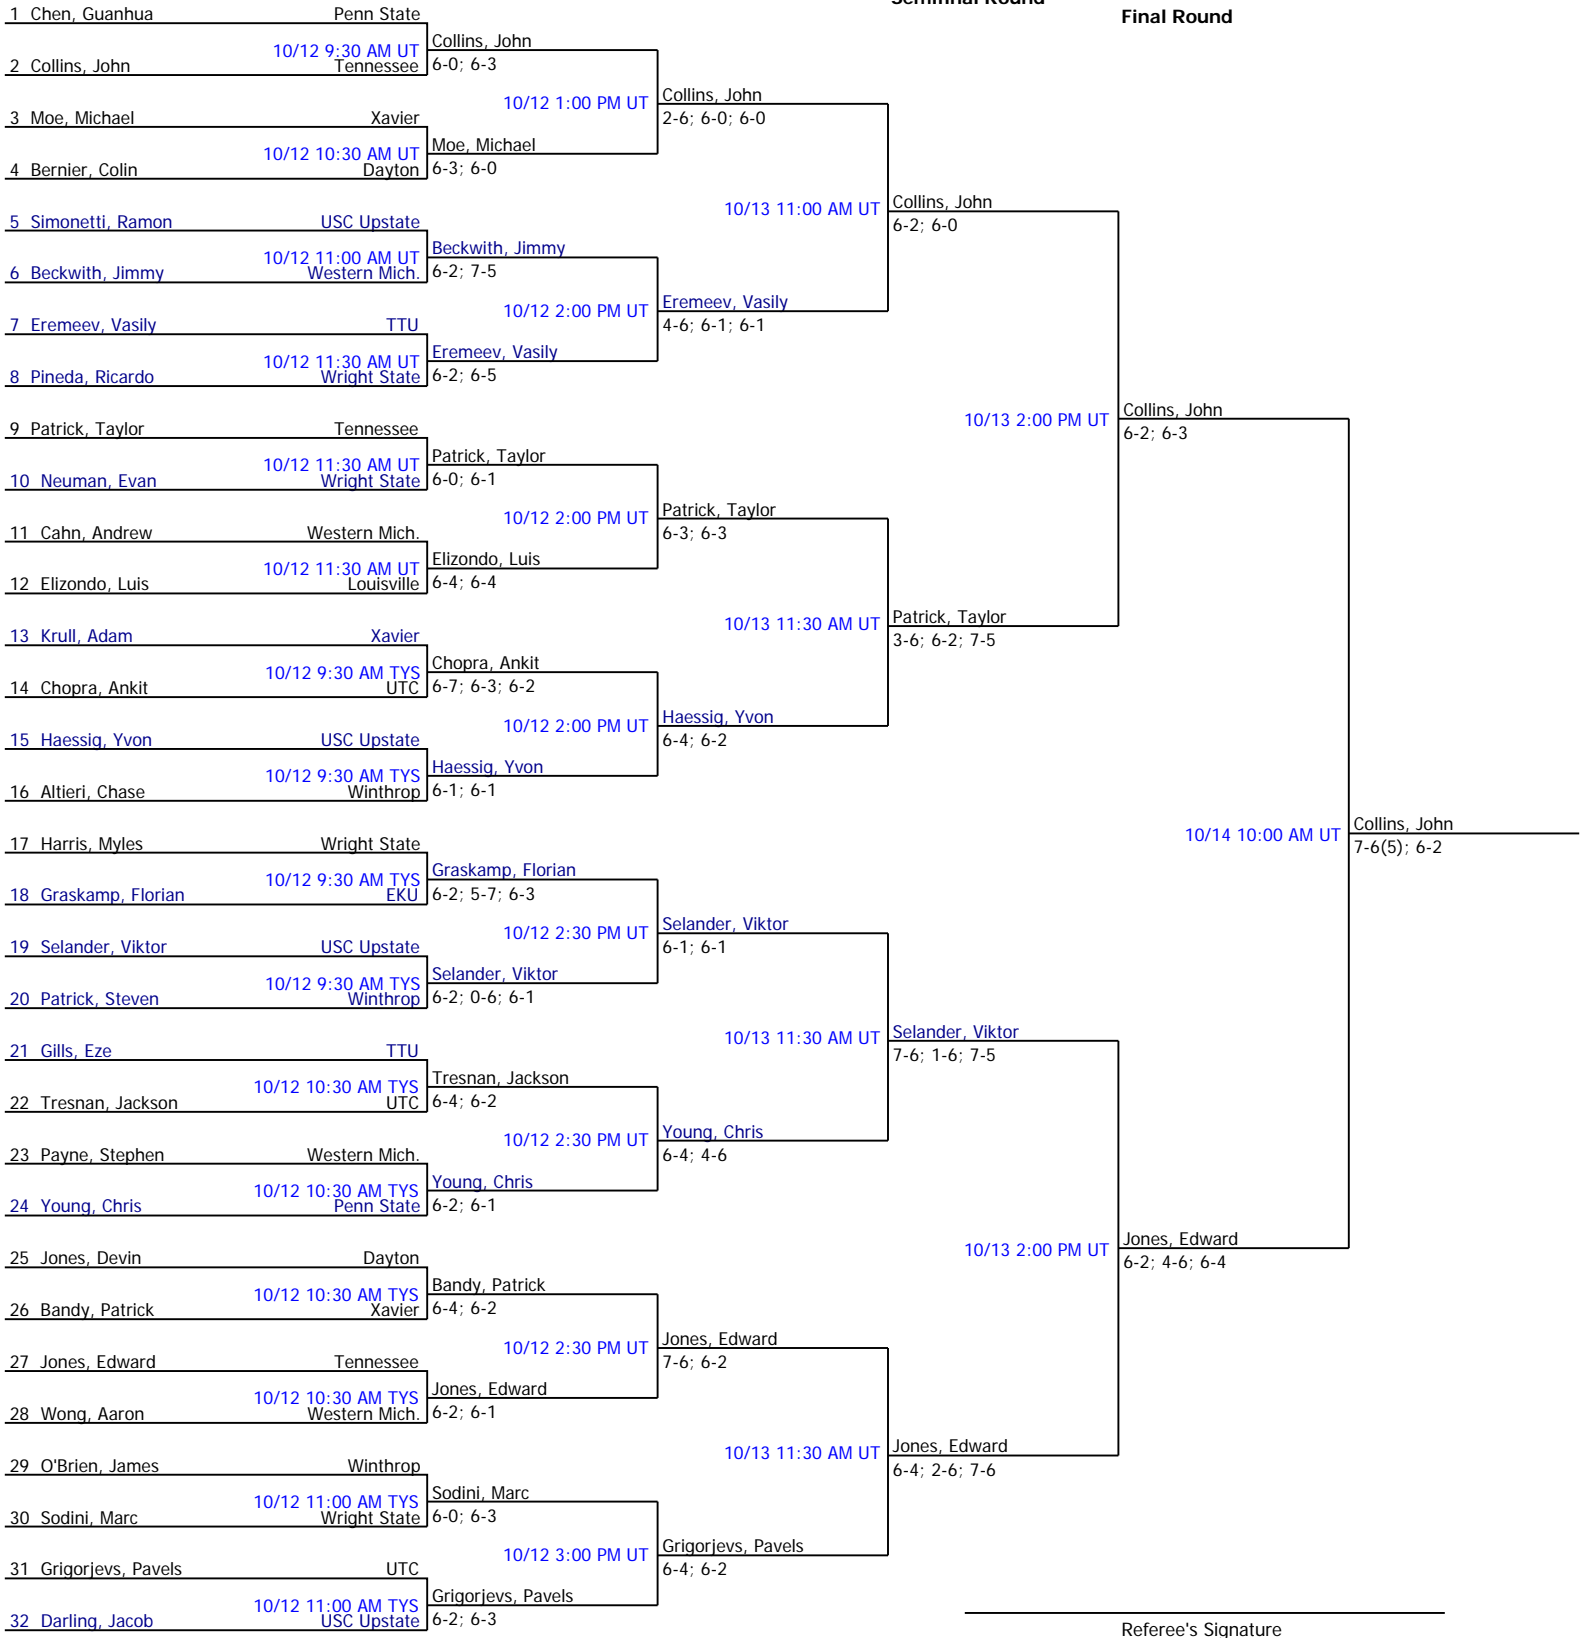 Final Round
1 Chen, Guanhua Penn State
10/12 9:30 AM UT
2 Collins, John Tennessee
3 Moe, Michael Xavier
10/12 10:30 AM UT
4 Bernier, Colin Dayton
5 Simonetti, Ramon USC Upstate
10/12 11:00 AM UT
6 Beckwith, Jimmy Western Mich.
7 Eremeev, Vasily TTU
10/12 11:30 AM UT
8 Pineda, Ricardo Wright State
9 Patrick, Taylor Tennessee
10/12 11:30 AM UT
10 Neuman, Evan Wright State
11 Cahn, Andrew Western Mich.
10/12 11:30 AM UT
12 Elizondo, Luis Louisville
13 Krull, Adam Xavier
10/12 9:30 AM TYS
14 Chopra, Ankit UTC
15 Haessig, Yvon USC Upstate
10/12 9:30 AM TYS
16 Altieri, Chase Winthrop
17 Harris, Myles Wright State
10/12 9:30 AM TYS
18 Graskamp, Florian EKU
19 Selander, Viktor USC Upstate
10/12 9:30 AM TYS
20 Patrick, Steven Winthrop
21 Gills, Eze TTU
10/12 10:30 AM TYS
22 Tresnan, Jackson UTC
23 Payne, Stephen Western Mich.
10/12 10:30 AM TYS
24 Young, Chris Penn State
25 Jones, Devin Dayton
10/12 10:30 AM TYS
26 Bandy, Patrick Xavier
27 Jones, Edward Tennessee
10/12 10:30 AM TYS
28 Wong, Aaron Western Mich.
29 O'Brien, James Winthrop
10/12 11:00 AM TYS
30 Sodini, Marc Wright State
31 Grigorjevs, Pavels UTC
10/12 11:00 AM TYS
32 Darling, Jacob USC Upstate
Collins, John
6-0; 6-3
10/12 1:00 PM UT
Moe, Michael
6-3; 6-0
Beckwith, Jimmy
6-2; 7-5
10/12 2:00 PM UT
Eremeev, Vasily
6-2; 6-5
Patrick, Taylor
6-0; 6-1
10/12 2:00 PM UT
Elizondo, Luis
6-4; 6-4
Chopra, Ankit
6-7; 6-3; 6-2
10/12 2:00 PM UT
Haessig, Yvon
6-1; 6-1
Graskamp, Florian
6-2; 5-7; 6-3
10/12 2:30 PM UT
Selander, Viktor
6-2; 0-6; 6-1
Tresnan, Jackson
6-4; 6-2
10/12 2:30 PM UT
Young, Chris
6-2; 6-1
Bandy, Patrick
6-4; 6-2
10/12 2:30 PM UT
Jones, Edward
6-2; 6-1
Sodini, Marc
6-0; 6-3
10/12 3:00 PM UT
Grigorjevs, Pavels
6-2; 6-3
Collins, John
2-6; 6-0; 6-0
10/13 11:00 AM UT
Eremeev, Vasily
4-6; 6-1; 6-1
Patrick, Taylor
6-3; 6-3
10/13 11:30 AM UT
Haessig, Yvon
6-4; 6-2
Selander, Viktor
6-1; 6-1
10/13 11:30 AM UT
Young, Chris
6-4; 4-6
Jones, Edward
7-6; 6-2
10/13 11:30 AM UT
Grigorjevs, Pavels
6-4; 6-2
Collins, John
6-2; 6-0
10/13 2:00 PM UT
Patrick, Taylor
3-6; 6-2; 7-5
Selander, Viktor
7-6; 1-6; 7-5
10/13 2:00 PM UT
Jones, Edward
6-4; 2-6; 7-6
Collins, John
6-2; 6-3
10/14 10:00 AM UT
Jones, Edward
6-2; 4-6; 6-4
Collins, John
7-6(5); 6-2
Referee's Signature